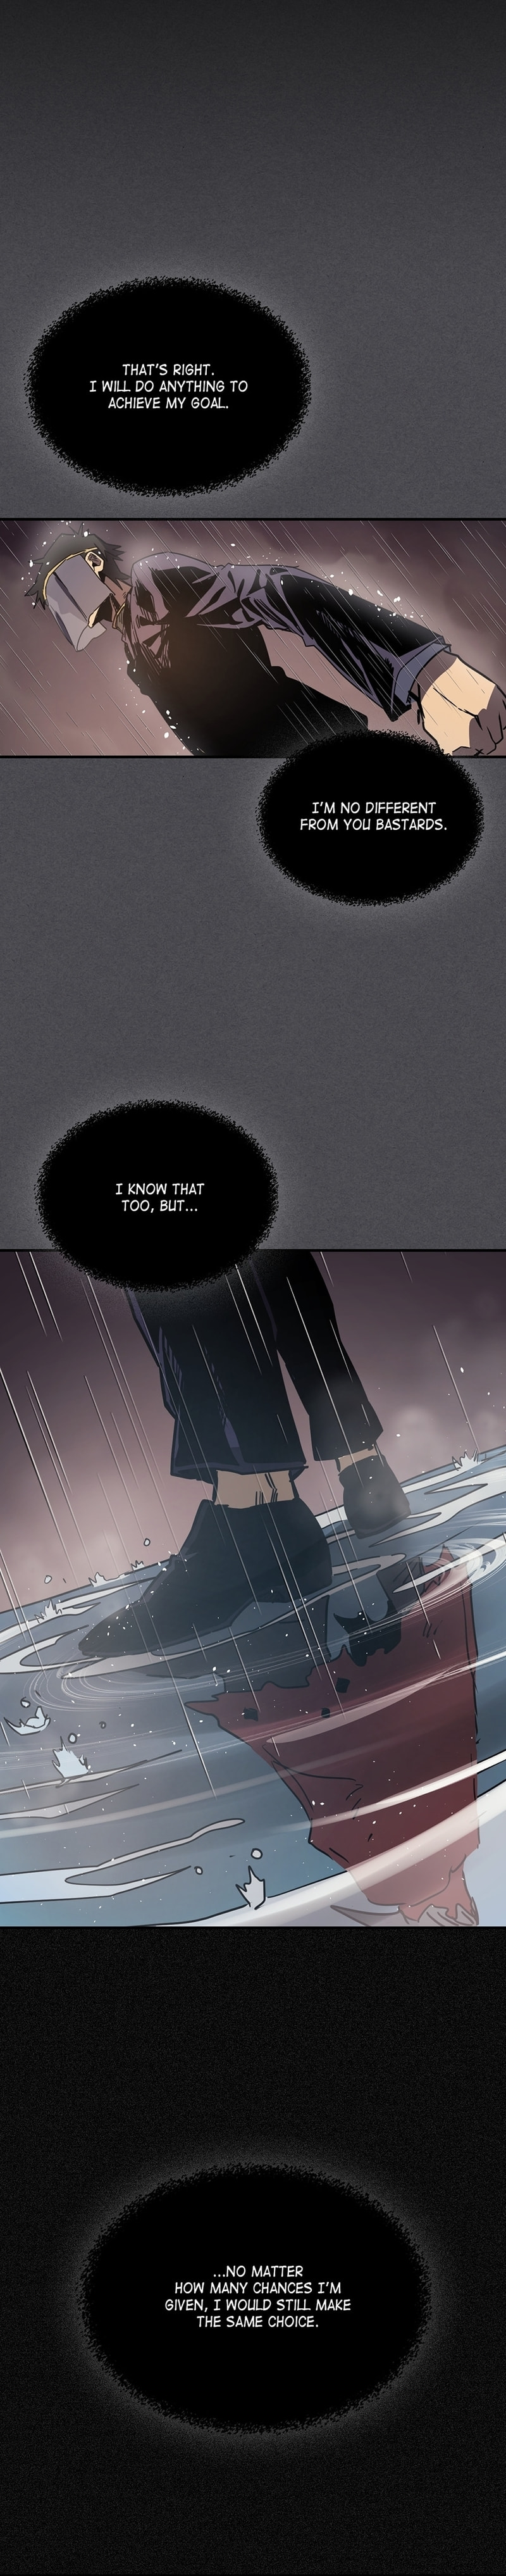 THAT'S RIGHT.
I WILL DO ANYTHING TO
ACHIEVE MY GOAL.
I'M NO DIFFERENT
FROM YOU BASTARDS.
I KNOW THAT
TOO, BUT...
...NO MATTER
HOW MANY CHANCES I'M
GIVEN, I WOULD STILL MAKE
THE SAME CHOICE.